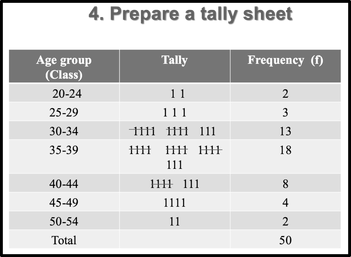 4. Prepare a tally sheet
Age group (Class) Tally Frequency (f)
20-24 1 1 2
25-29 1 1 1 3
30-34 1111 1111 111 13
35-39 1111 1111 1111 111 18
40-44 1111 111 8
45-49 1111 4
50-54 11 2
Total 50